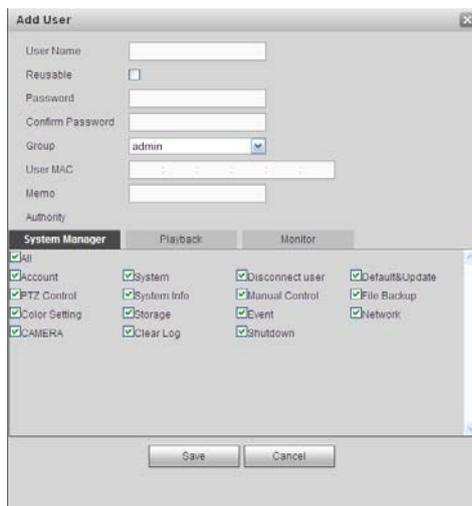 Add User
User Name
Reusable
Password
Confirm Password
Group admin
User MAC : : : : :
Memo
Authority
System Manager Playback Monitor
All
Account System Disconnect user Default&Update
PTZ Control System Info Manual Control File Backup
Color Setting Storage Event Network
CAMERA Clear Log Shutdown
Save Cancel